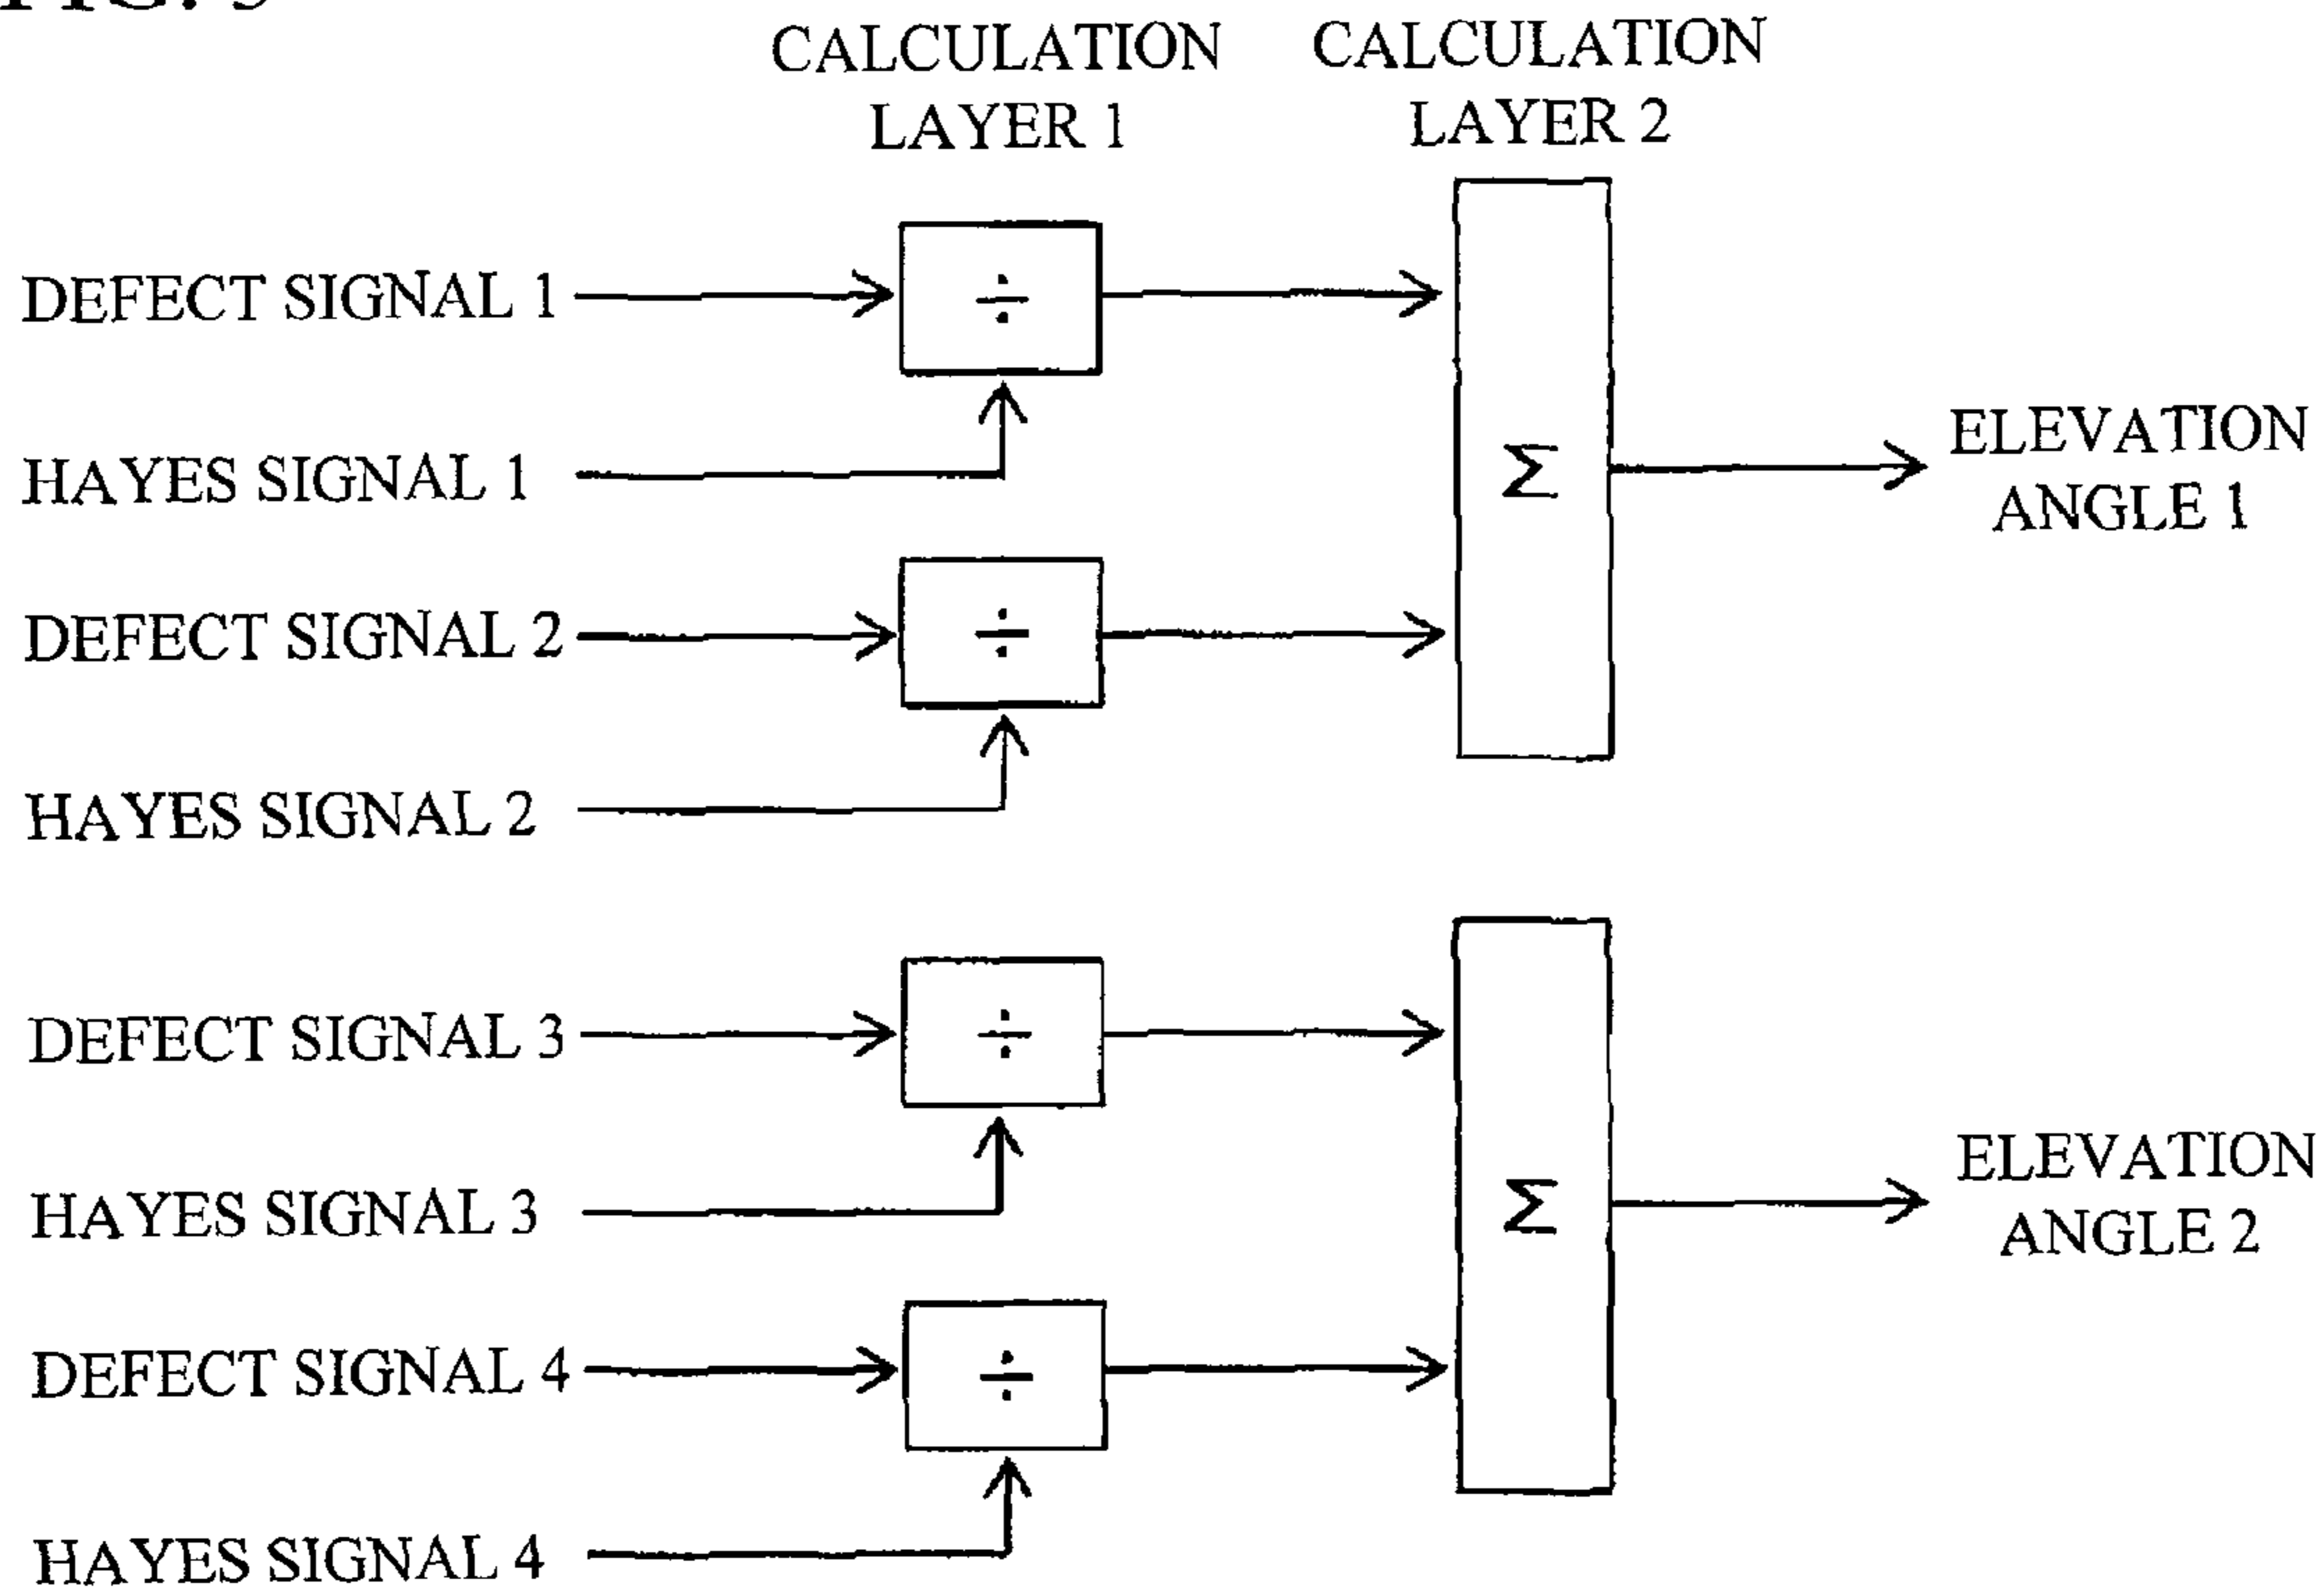 CALCULATION
LAYER 1
CALCULATION
LAYER 2
DEFECT SIGNAL 1
÷
HAYES SIGNAL 1
DEFECT SIGNAL 2
÷
HAYES SIGNAL 2
Σ
ELEVATION
ANGLE 1
DEFECT SIGNAL 3
÷
HAYES SIGNAL 3
DEFECT SIGNAL 4
÷
HAYES SIGNAL 4
Σ
ELEVATION
ANGLE 2